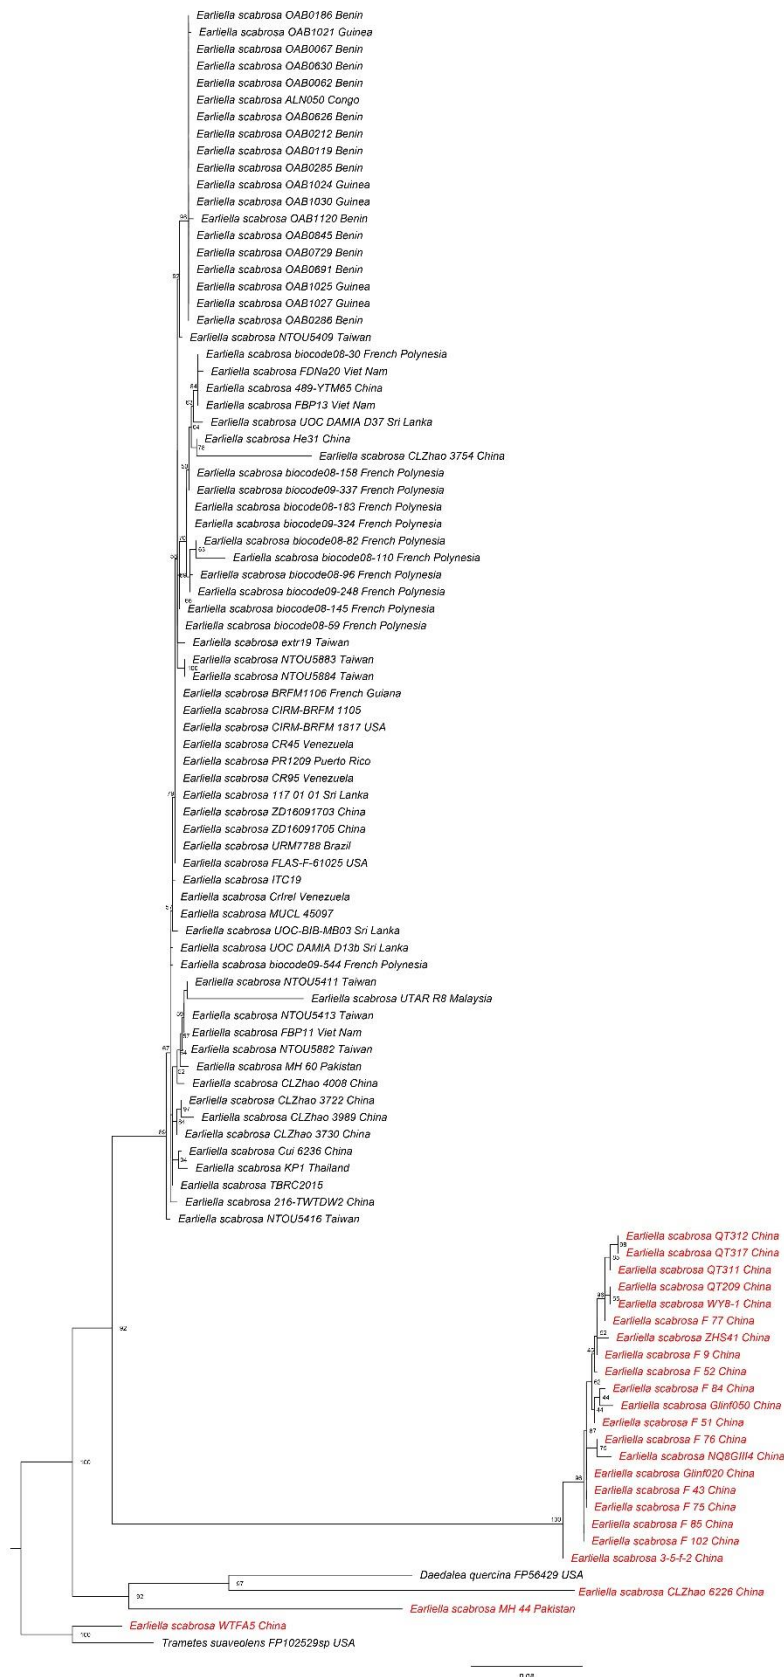 Earliella scabrosa OAB0186 Benin
Earliella scabrosa OAB1021 Guinea
Earliella scabrosa OAB0067 Benin
Earliella scabrosa OAB0630 Benin
Earliella scabrosa OAB0062 Benin
Earliella scabrosa ALN050 Congo
Earliella scabrosa OAB0626 Benin
Earliella scabrosa OAB0212 Benin
Earliella scabrosa OAB0119 Benin
Earliella scabrosa OAB0285 Benin
Earliella scabrosa OAB1024 Guinea
Earliella scabrosa OAB1030 Guinea
Earliella scabrosa OAB1120 Benin
Earliella scabrosa OAB0845 Benin
Earliella scabrosa OAB0729 Benin
Earliella scabrosa OAB0691 Benin
Earliella scabrosa OAB1025 Guinea
Earliella scabrosa OAB1027 Guinea
Earliella scabrosa OAB0286 Benin
Earliella scabrosa NTOU5409 Taiwan
Earliella scabrosa biocode08-30 French Polynesia
Earliella scabrosa FDNa20 Viet Nam
Earliella scabrosa 489-YTM65 China
Earliella scabrosa FBP13 Viet Nam
Earliella scabrosa UOC DAMIA D37 Sri Lanka
Earliella scabrosa He31 China
Earliella scabrosa CLZhao 3754 China
Earliella scabrosa biocode08-158 French Polynesia
Earliella scabrosa biocode09-337 French Polynesia
Earliella scabrosa biocode08-183 French Polynesia
Earliella scabrosa biocode09-324 French Polynesia
Earliella scabrosa biocode08-82 French Polynesia
Earliella scabrosa biocode08-110 French Polynesia
Earliella scabrosa biocode08-96 French Polynesia
Earliella scabrosa biocode09-248 French Polynesia
Earliella scabrosa biocode08-145 French Polynesia
Earliella scabrosa biocode08-59 French Polynesia
Earliella scabrosa extr19 Taiwan
Earliella scabrosa NTOU5883 Taiwan
100
Earliella scabrosa NTOU5884 Taiwan
Earliella scabrosa BRFM1106 French Guiana
Earliella scabrosa CIRM-BRFM 1105
Earliella scabrosa CIRM-BRFM 1817 USA
Earliella scabrosa CR45 Venezuela
Earliella scabrosa PR1209 Puerto Rico
Earliella scabrosa CR95 Venezuela
Earliella scabrosa 117 01 01 Sri Lanka
Earliella scabrosa ZD16091703 China
Earliella scabrosa ZD16091705 China
Earliella scabrosa URM7788 Brazil
Earliella scabrosa FLAS-F-61025 USA
Earliella scabrosa ITC19
Earliella scabrosa CrIrel Venezuela
Earliella scabrosa MUCL 45097
Earliella scabrosa UOC-BIB-MB03 Sri Lanka
Earliella scabrosa UOC DAMIA D13b Sri Lanka
Earliella scabrosa biocode09-544 French Polynesia
Earliella scabrosa NTOU5411 Taiwan
Earliella scabrosa UTAR R8 Malaysia
Earliella scabrosa NTOU5413 Taiwan
Earliella scabrosa FBP11 Viet Nam
Earliella scabrosa NTOU5882 Taiwan
Earliella scabrosa MH 60 Pakistan
Earliella scabrosa CLZhao 4008 China
Earliella scabrosa CLZhao 3722 China
Earliella scabrosa CLZhao 3989 China
Earliella scabrosa CLZhao 3730 China
Earliella scabrosa Cui 6236 China
Earliella scabrosa KP1 Thailand
Earliella scabrosa TBRC2015
Earliella scabrosa 216-TWTDW2 China
Earliella scabrosa NTOU5416 Taiwan
Earliella scabrosa QT312 China
Earliella scabrosa QT317 China
Earliella scabrosa QT311 China
Earliella scabrosa QT209 China
Earliella scabrosa WY8-1 China
Earliella scabrosa F 77 China
92
Earliella scabrosa ZHS41 China
Earliella scabrosa F 9 China
Earliella scabrosa F 52 China
Earliella scabrosa F 84 China
44
Earliella scabrosa Glinf050 China
44
Earliella scabrosa F 51 China
87
Earliella scabrosa F 76 China
Earliella scabrosa NQ8GIII4 China
Earliella scabrosa Glinf020 China
Earliella scabrosa F 43 China
Earliella scabrosa F 75 China
Earliella scabrosa F 85 China
100
Earliella scabrosa F 102 China
Earliella scabrosa 3-5-f-2 China
100
Daedalea quercina FP56429 USA
97
Earliella scabrosa CLZhao 6226 China
92
Earliella scabrosa MH 44 Pakistan
Earliella scabrosa WTFA5 China
100
Trametes suaveolens FP102529sp USA